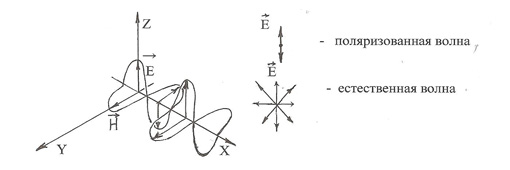 Z
E
H
Y
X
E
- поляризованная волна,
E
- естественная волна